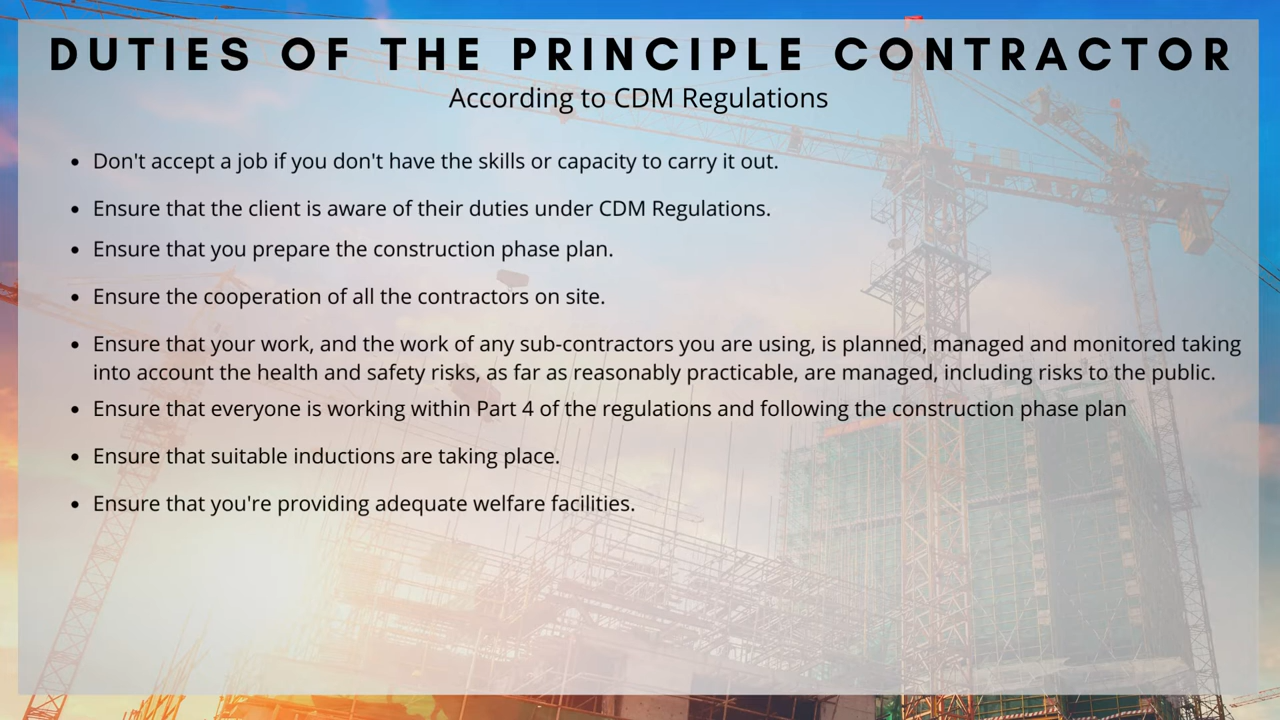 DUTIES OF THE PRINCIPLE CONTRACTOR
According to CDM Regulations
• Don't accept a job if you don't have the skills or capacity to carry it out.
• Ensure that the client is aware of their duties under CDM Regulations.
• Ensure that you prepare the construction phase plan.
• Ensure the cooperation of all the contractors on site.
• Ensure that your work, and the work of any sub-contractors you are using, is planned, managed and monitored taking
into account the health and safety risks, as far as reasonably practicable, are managed, including risks to the public.
• Ensure that everyone is working within Part 4 of the regulations and following the construction phase plan
• Ensure that suitable inductions are taking place.
• Ensure that you're providing adequate welfare facilities.